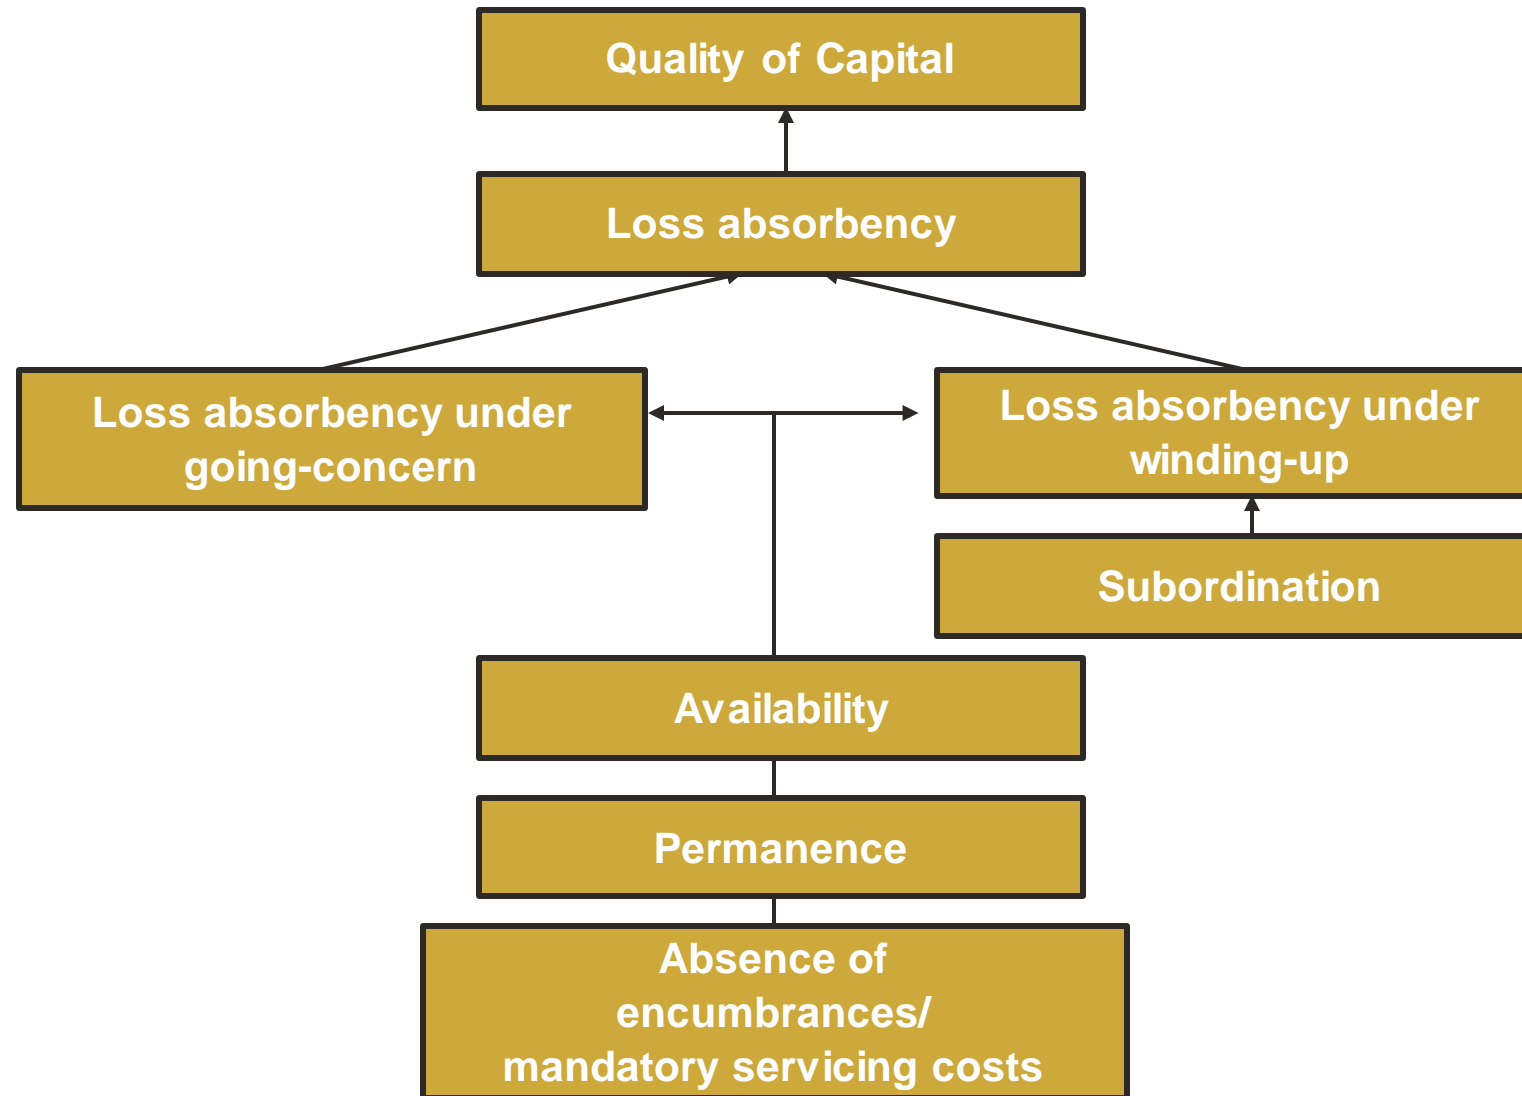 Quality of Capital
Loss absorbency
Loss absorbency under
going-concern
Loss absorbency under
winding-up
Subordination
Availability
Permanence
Absence of
encumbrances/
mandatory servicing costs